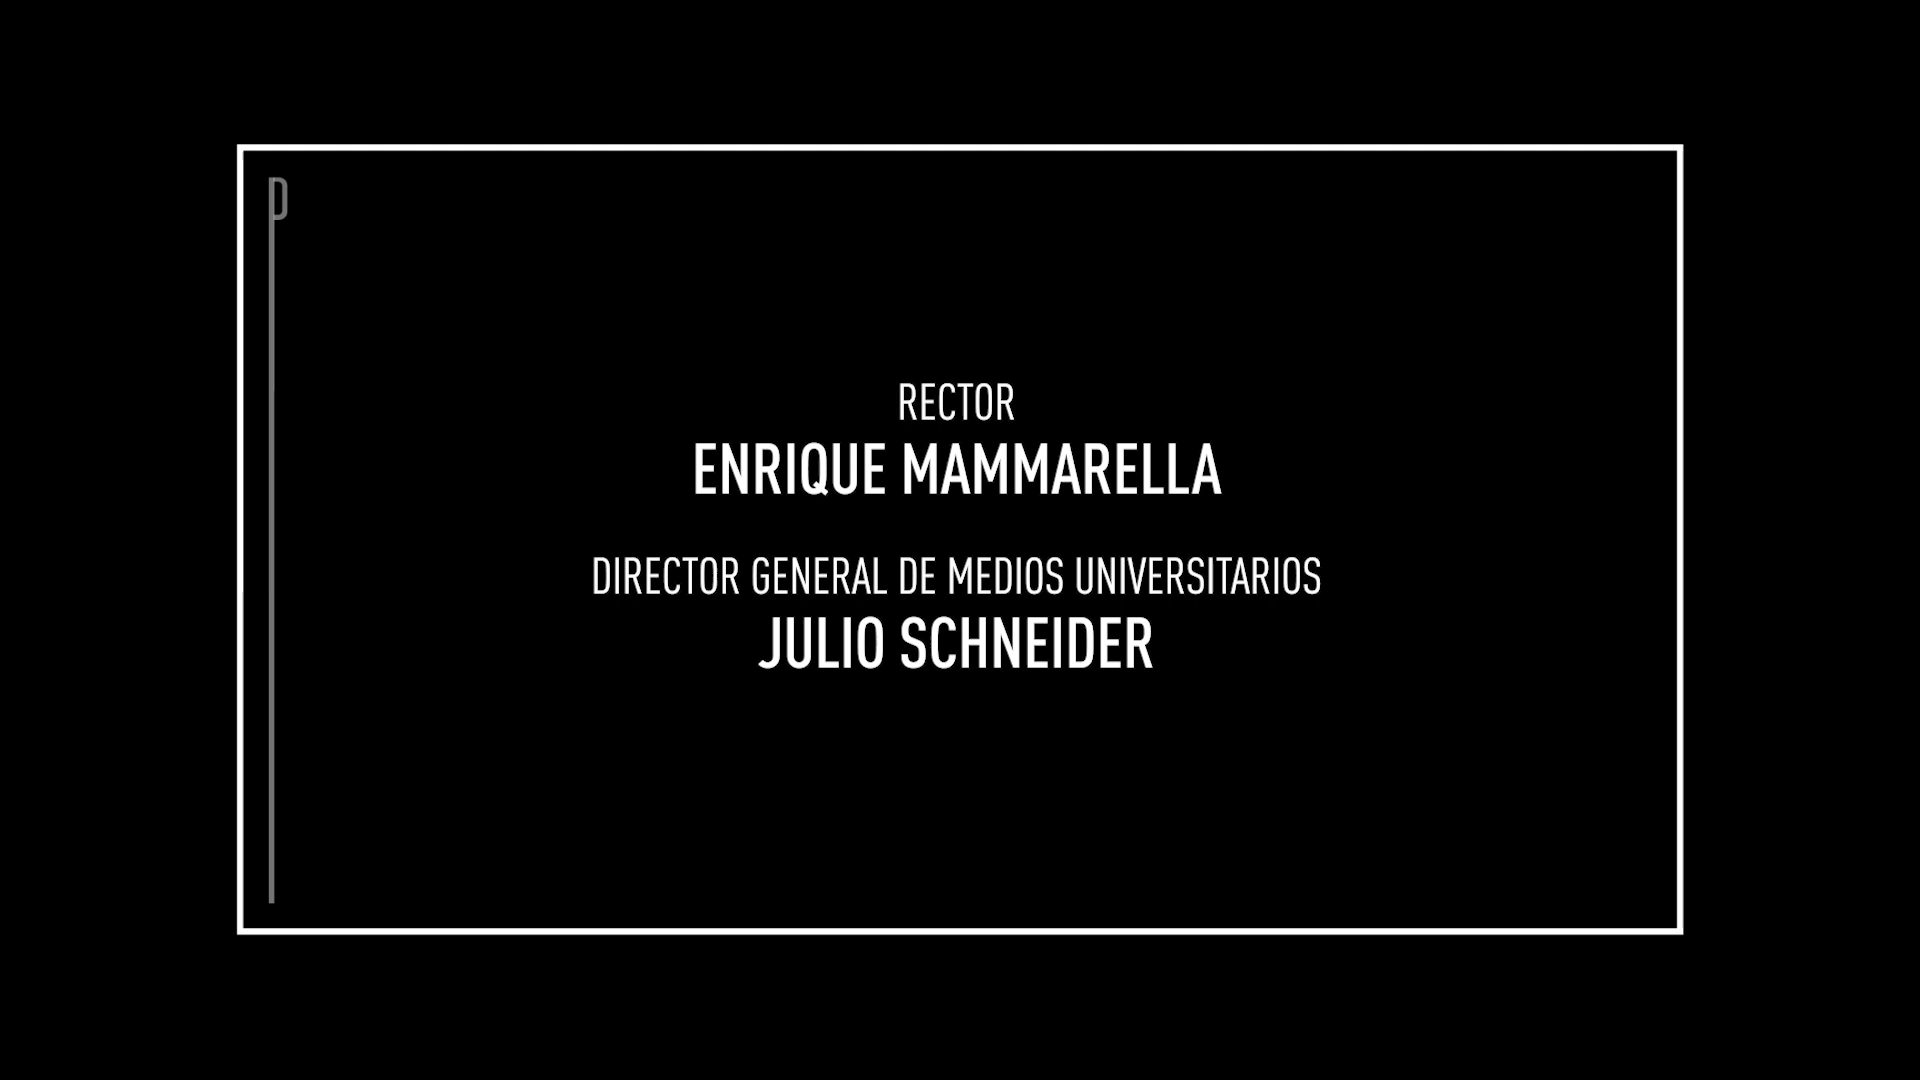 D
RECTOR
ENRIQUE MAMMARELLA
DIRECTOR GENERAL DE MEDIOS UNIVERSITARIOS
JULIO SCHNEIDER